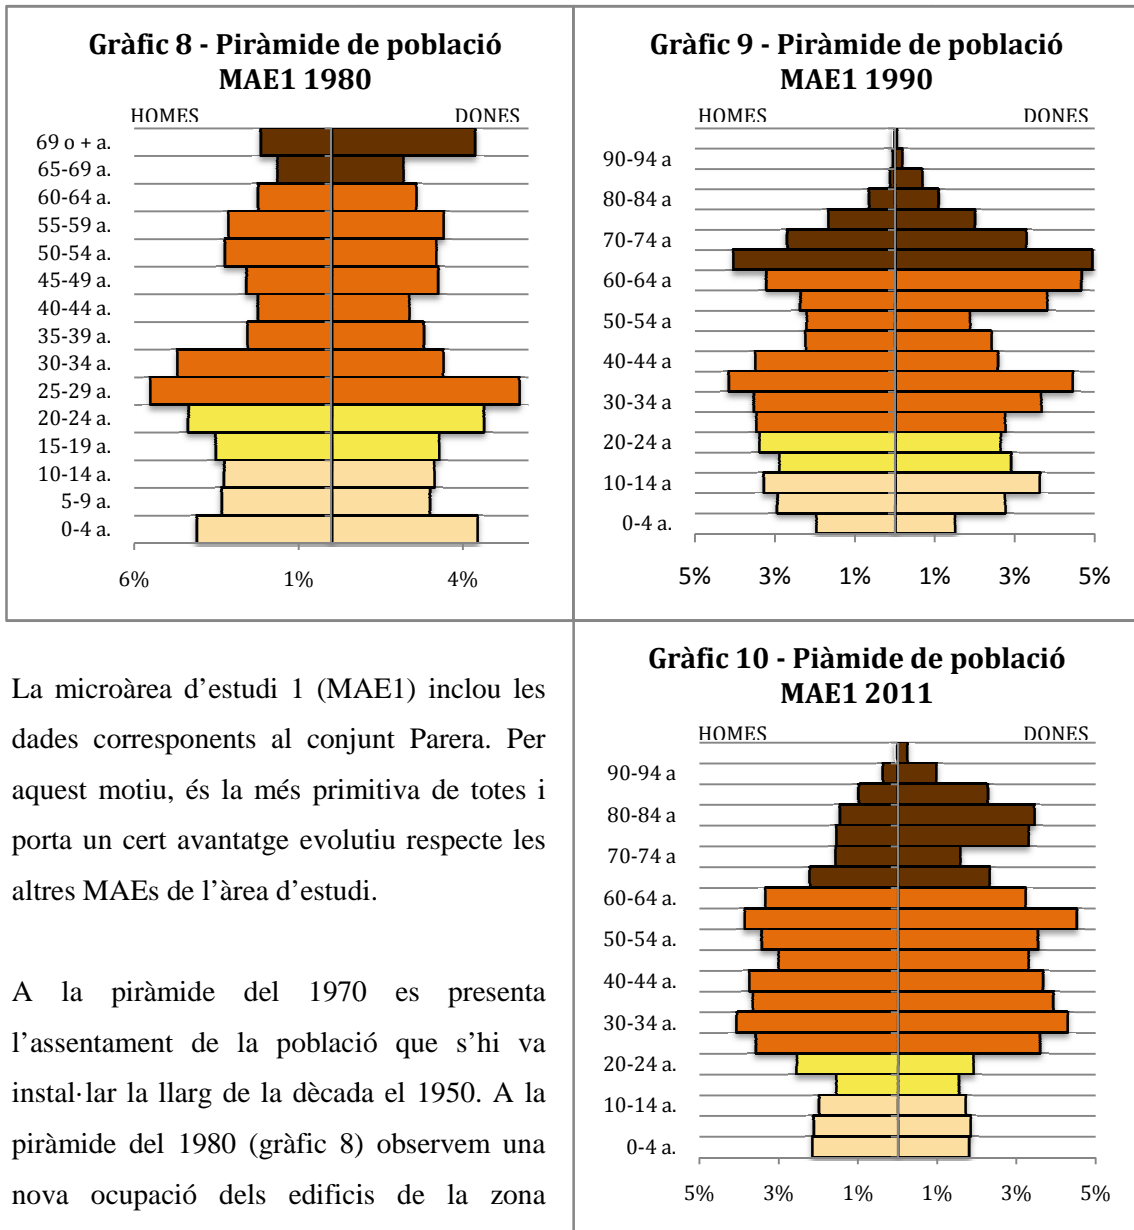 Gràfic 8 - Piràmide de població
MAE1 1980
HOMES DONES
69 o + a.
65-69 a.
60-64 a.
55-59 a.
50-54 a.
45-49 a.
40-44 a.
35-39 a.
30-34 a.
25-29 a.
20-24 a.
15-19 a.
10-14 a.
5-9 a.
0-4 a.
6% 1% 4%
Gràfic 9 - Piràmide de població
MAE1 1990
HOMES DONES
90-94 a
80-84 a
70-74 a
60-64 a
50-54 a
40-44 a
30-34 a
20-24 a
10-14 a
0-4 a.
5% 3% 1% 1% 3% 5%
La microàrea d’estudi 1 (MAE1) inclou les
dades corresponents al conjunt Parera. Per
aquest motiu, és la més primitiva de totes i
porta un cert avantatge evolutiu respecte les
altres MAEs de l’àrea d’estudi.
A la piràmide del 1970 es presenta
l’assentament de la població que s’hi va
instal·lar la llarg de la dècada el 1950. A la
piràmide del 1980 (gràfic 8) observem una
nova ocupació dels edificis de la zona
Gràfic 10 - Piàmide de població
MAE1 2011
HOMES DONES
90-94 a
80-84 a
70-74 a
60-64 a.
50-54 a.
40-44 a.
30-34 a.
20-24 a.
10-14 a.
0-4 a.
5% 3% 1% 1% 3% 5%